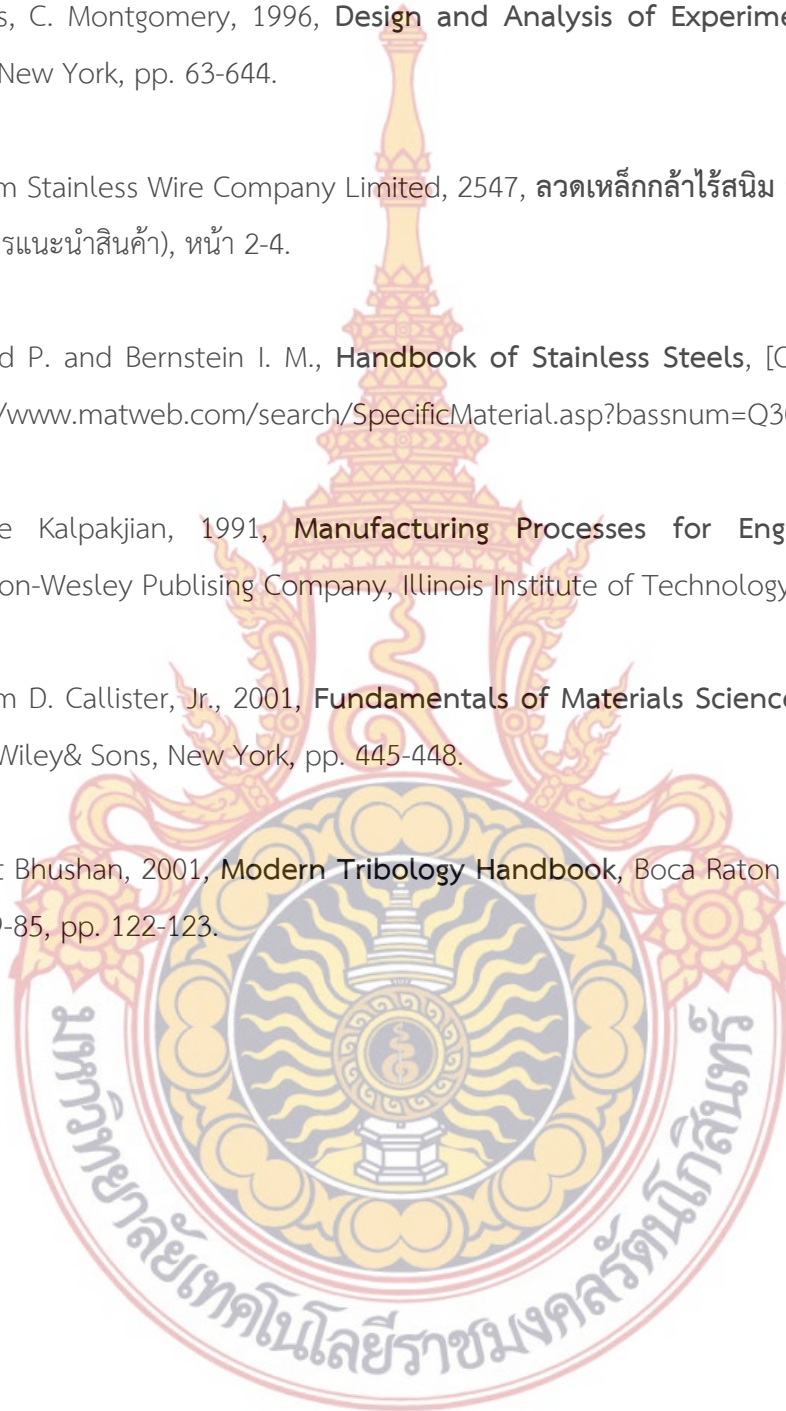 s, C. Montgomery, 1996, Design and Analysis of Experime
New York, pp. 63-644.
m Stainless Wire Company Limited, 2547, ลวดเหล็กกล้าไร้สนิม
รแนะนำสินค้า), หน้า 2-4.
d P. and Bernstein I. M., Handbook of Stainless Steels, [O
/www.matweb.com/search/SpecificMaterial.asp?bassnum=Q30
e Kalpakjian, 1991, Manufacturing Processes for Eng
on-Wesley Publising Company, Illinois Institute of Technology
m D. Callister, Jr., 2001, Fundamentals of Materials Science
Wiley& Sons, New York, pp. 445-448.
t Bhushan, 2001, Modern Tribology Handbook, Boca Raton
9-85, pp. 122-123.
มหาวิทยาลัยเทคโนโลยีราชมงคลรัตนโกสินทร์